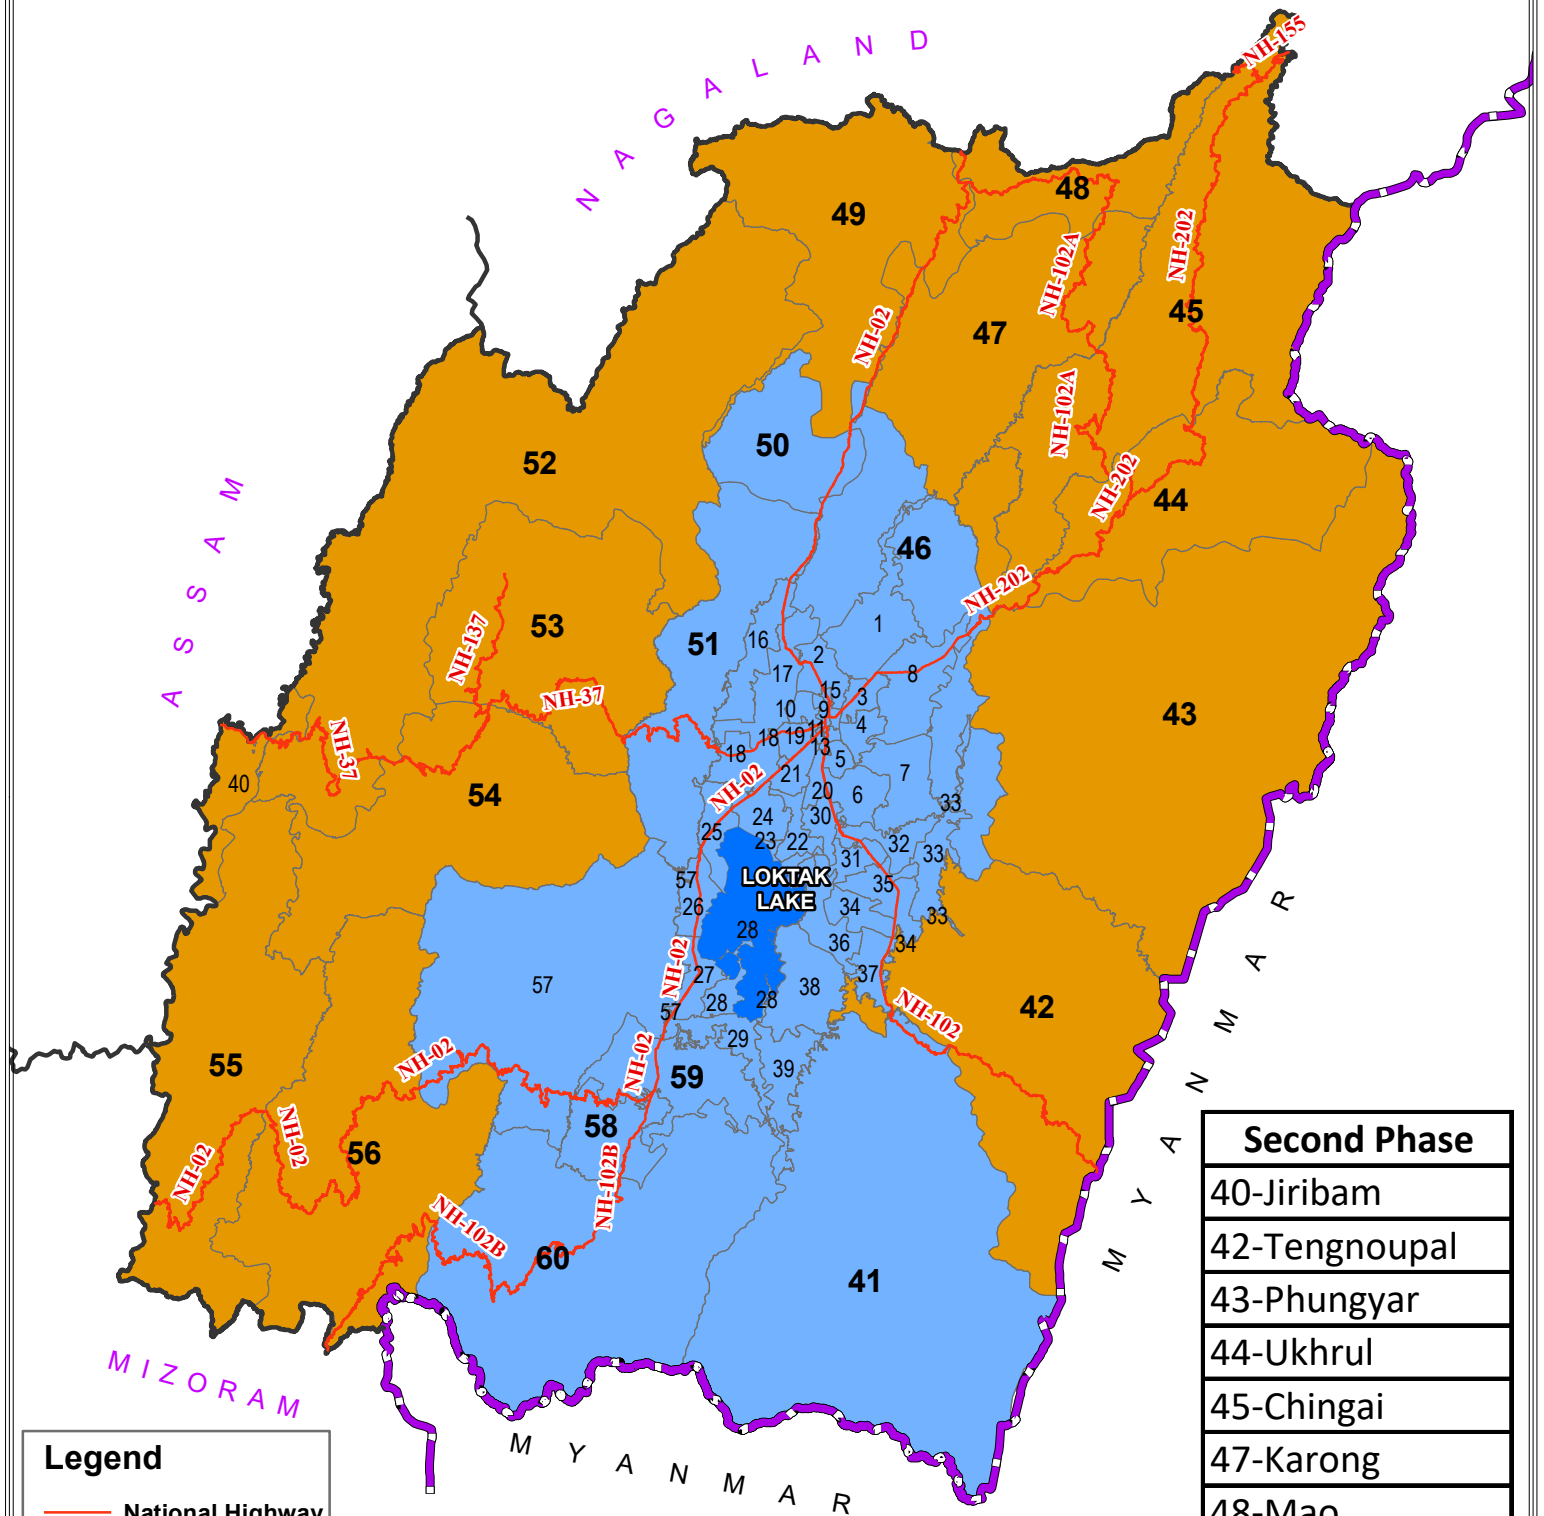 N A G A L A N D
NH-155
48
49
NH-202
NH-102A
45
47
NH-02
NH-102A
50
52
NH-202
44
A S S A M
46
NH-202
1
53
NH-137
51
16
2
17
8
15
3
NH-37
10
9
43
4
11
18
19
13
NH-37
18
5
21
7
40
NH-02
54
20
6
33
24
30
25
23
22
32
31
33
LOKTAK
LAKE
57
35
26
34
33
28
36
34
NH-02
27
37
57
38
28
28
NH-102
42
57
29
M Y A N M A R
NH-02
55
NH-02
59
39
58
NH-02
NH-02
56
NH-102B
NH-102B
60
41
M I Z O R A M
M Y A N M A R
Legend
National Highway
Second Phase
40-Jiribam
42-Tengnoupal
43-Phungyar
44-Ukhrul
45-Chingai
47-Karong
48-Mao